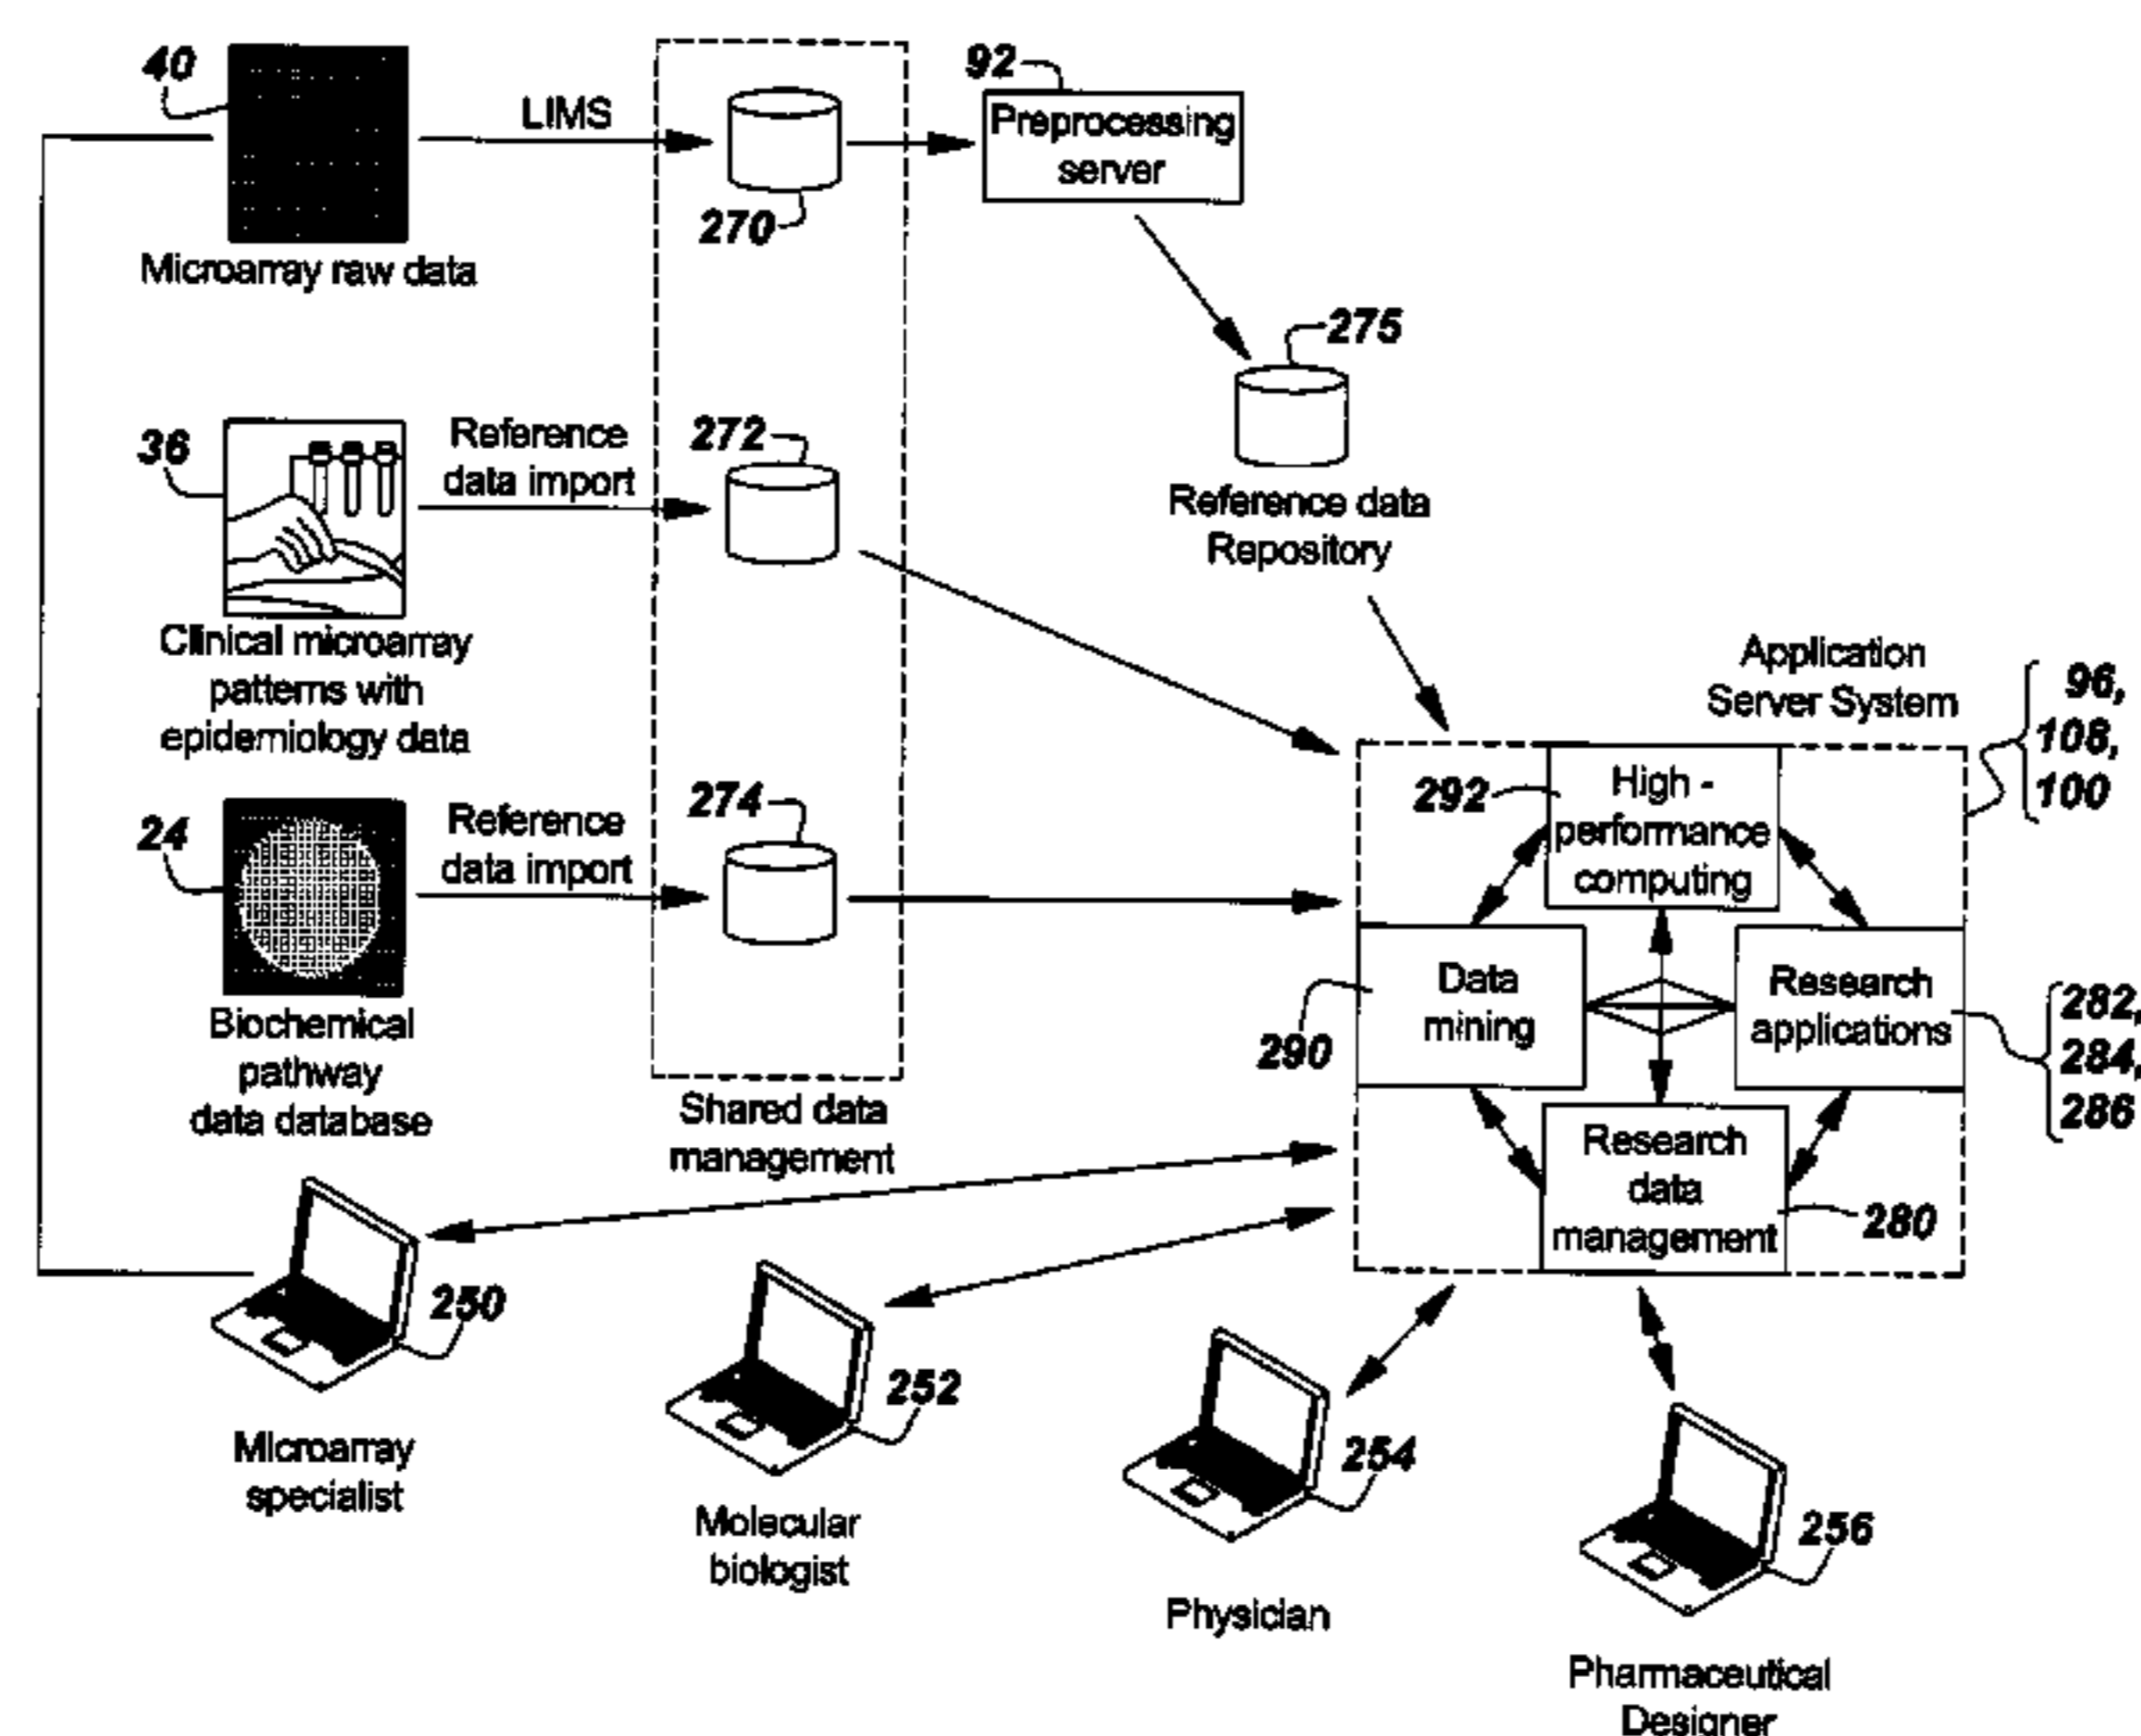 40
LIMS
270
92
Preprocessing
server
Microarray raw data
275
Reference data
Repository
36
Reference
data import
272
Clinical microarray
patterns with
epidemiology data
Application
Server System
96,
108,
100
24
Reference
data import
274
Biochemical
pathway
data database
Shared data
management
292
High -
performance
computing
290
Data
mining
Research
applications
282,
284,
286
Research
data
management
280
250
Microarray
specialist
252
Molecular
biologist
254
Physician
256
Pharmaceutical
Designer